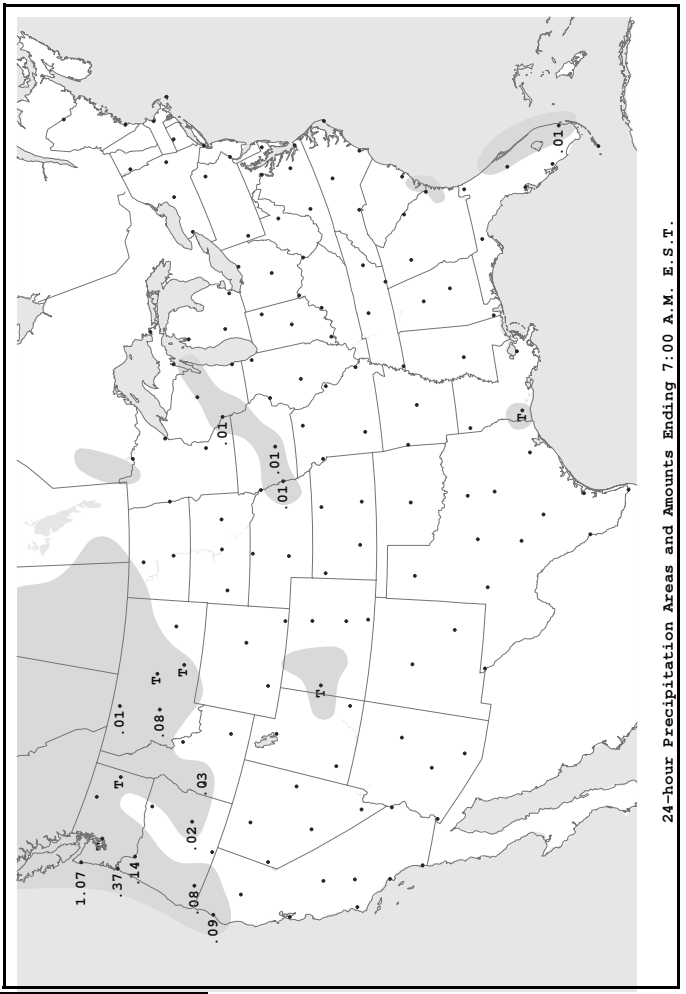 1.07
.37
T
.01
.14
.08
T
T
.08
.02
.03
.09
.01
.01
.01
T
T
.01
24-hour Precipitation Areas and Amounts Ending 7:00 A.M. E.S.T.